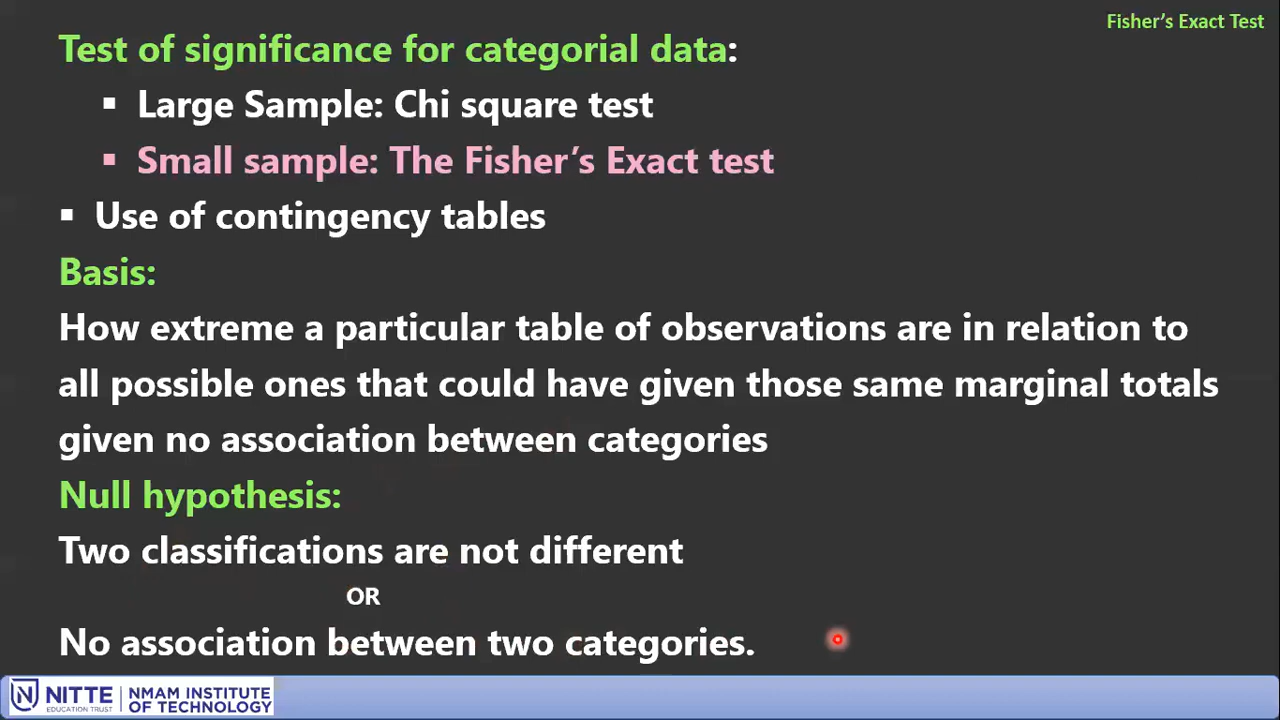 Fisher’s Exact Test
Test of significance for categorial data:
▪ Large Sample: Chi square test
▪ Small sample: The Fisher’s Exact test
▪ Use of contingency tables
Basis:
How extreme a particular table of observations are in relation to
all possible ones that could have given those same marginal totals
given no association between categories
Null hypothesis:
Two classifications are not different
OR
No association between two categories.
NITTE
EDUCATION TRUST
NMAM INSTITUTE
OF TECHNOLOGY